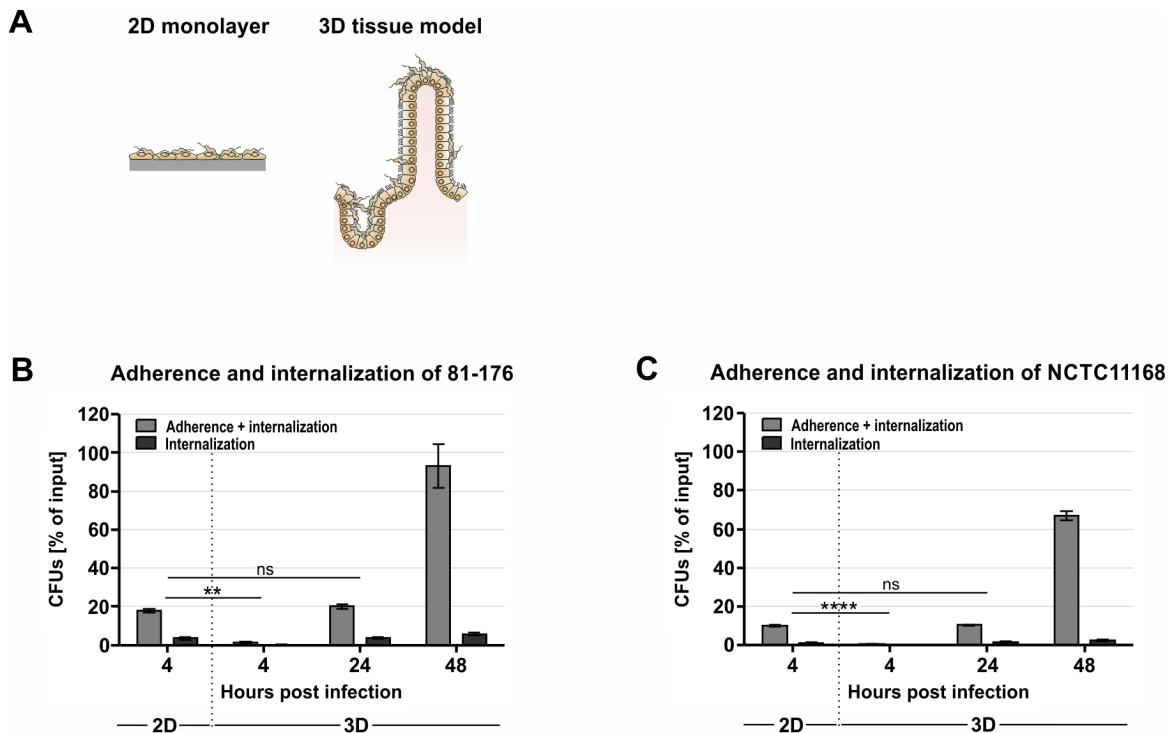 A
2D monolayer
3D tissue model
B
Adherence and internalization of 81-176
CFUs [% of input]
120
100
80
60
40
20
0
Adherence + internalization
Internalization
ns
**
4
4
24
48
Hours post infection
2D
3D
C
Adherence and internalization of NCTC11168
CFUs [% of input]
120
100
80
60
40
20
0
Adherence + internalization
Internalization
ns
****
4
4
24
48
Hours post infection
2D
3D